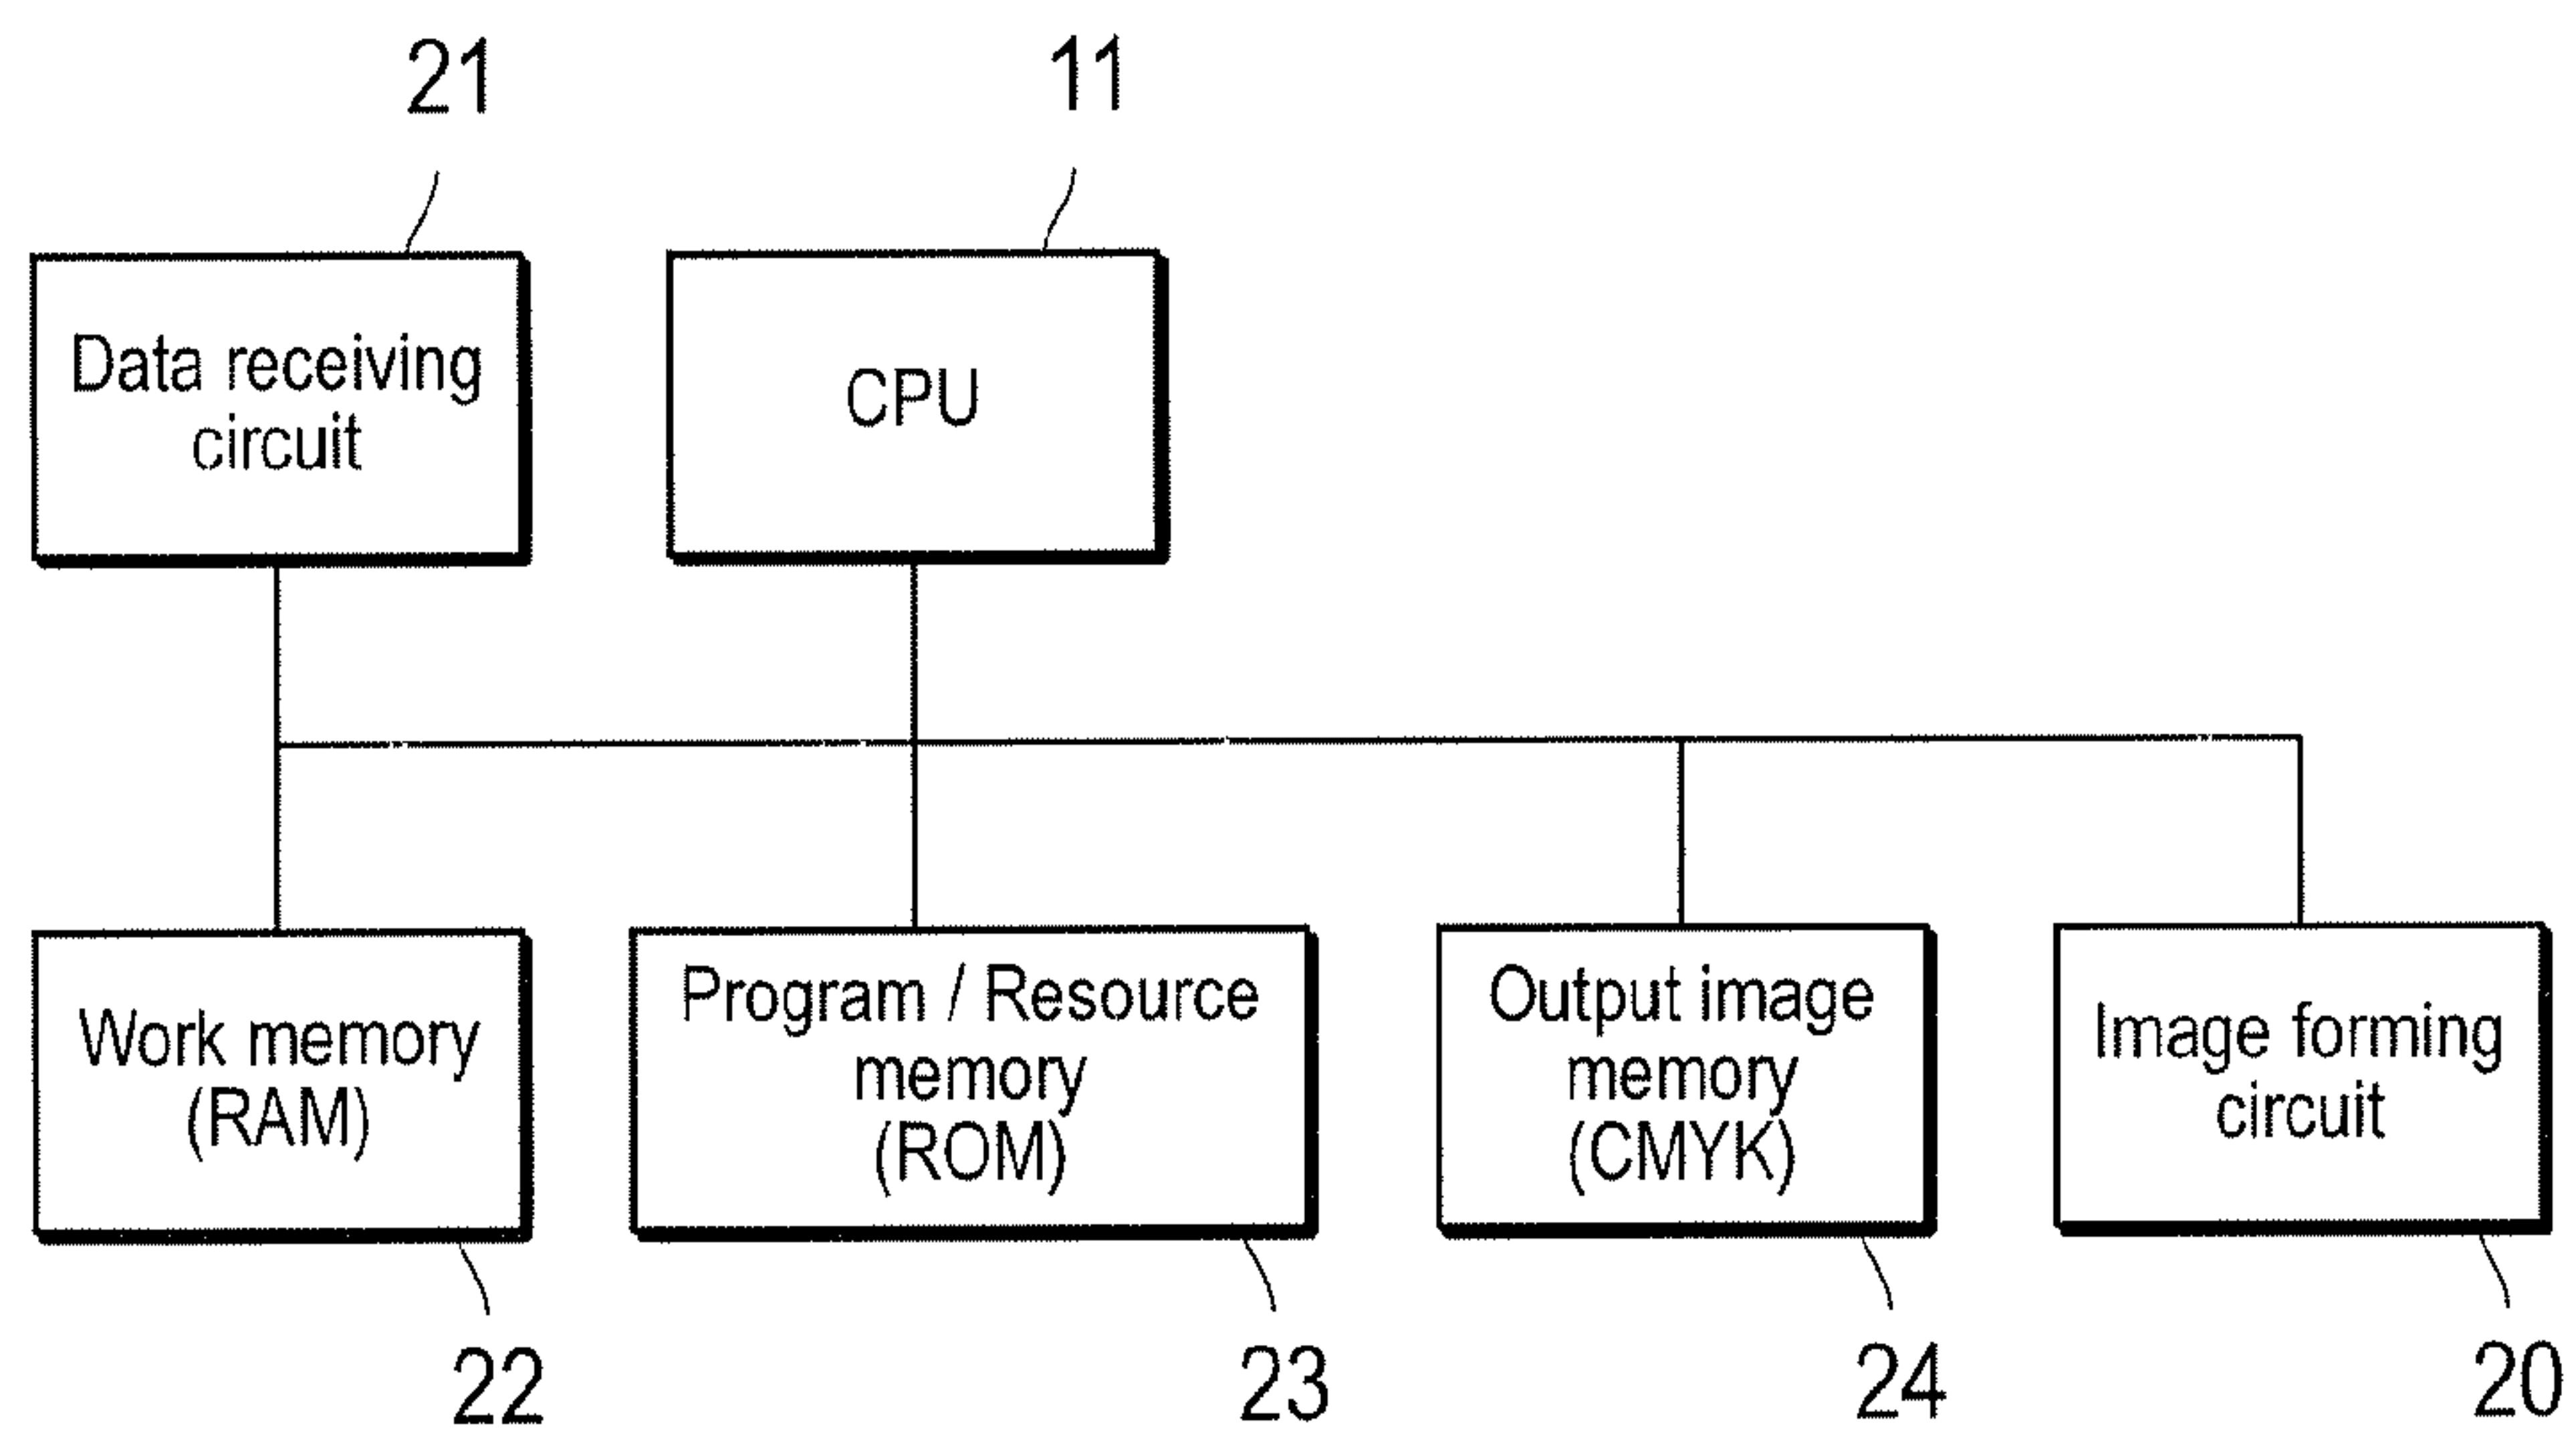 21
11
Data receiving
circuit
CPU
Work memory
(RAM)
Program / Resource
memory
(ROM)
Output image
memory
(CMYK)
Image forming
circuit
22
23
24
20